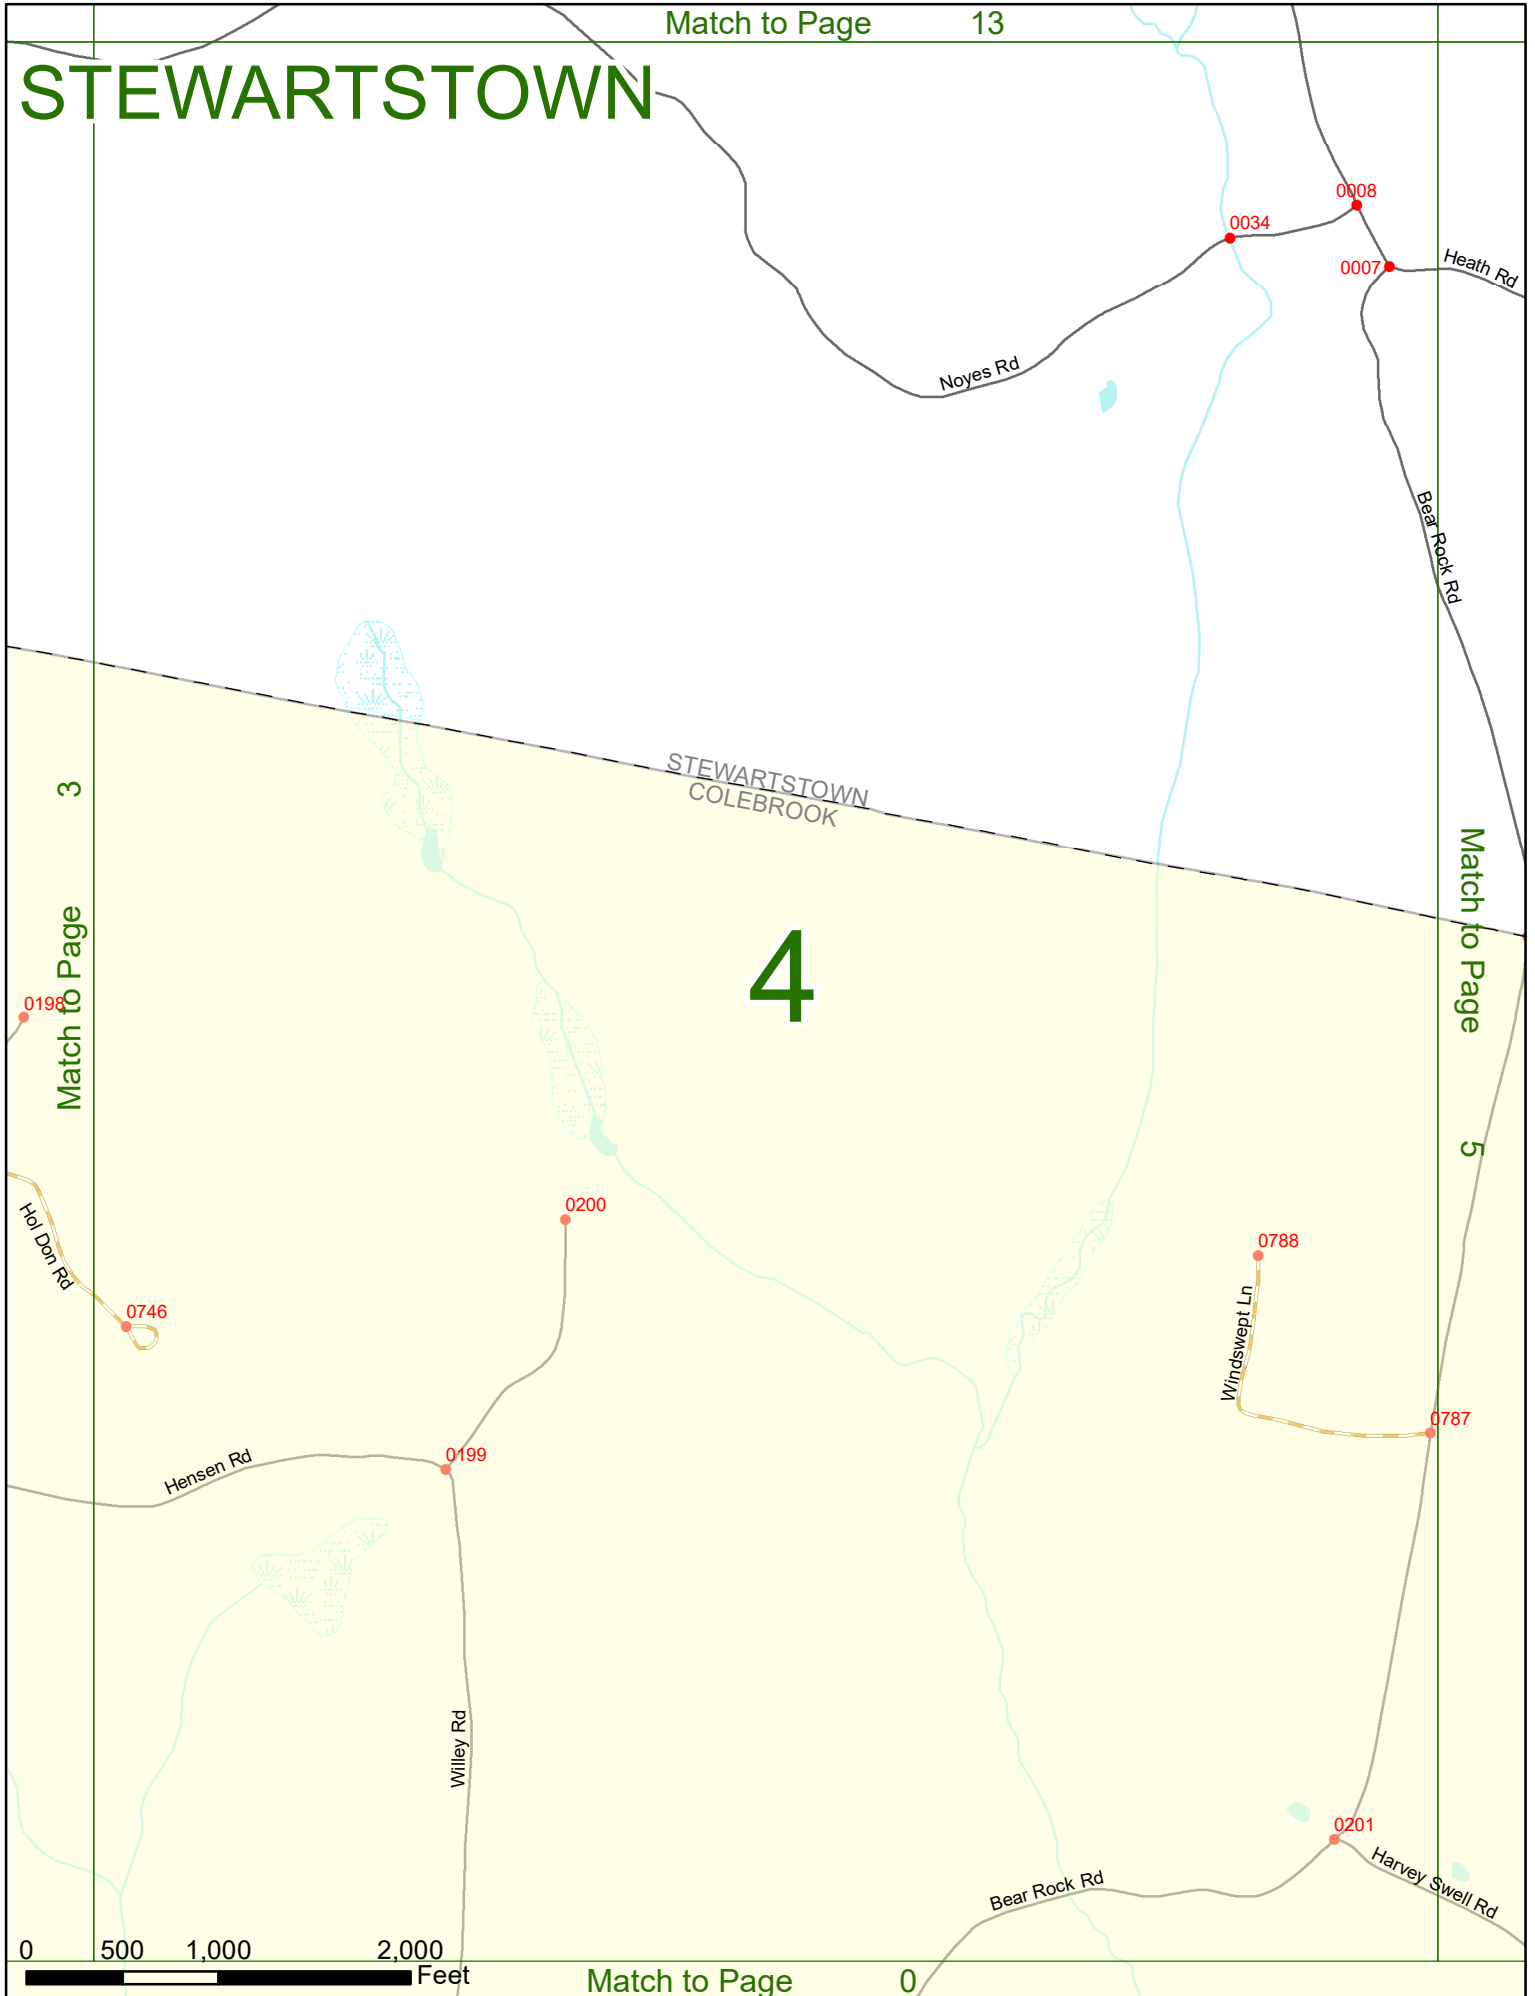 Match to Page 13
STEWARTSTOWN
0008
0034
0007
Heath Rd
Noyes Rd
Bear Rock Rd
STEWARTSTOWN
COLEBROOK
Match to Page 3
Match to Page 5
4
0198
0200
Hol Don Rd
0788
0746
Windswept Ln
0787
0199
Hensen Rd
Willey Rd
0201
Harvey Swell Rd
Bear Rock Rd
0 500 1,000 2,000
Feet
Match to Page 0